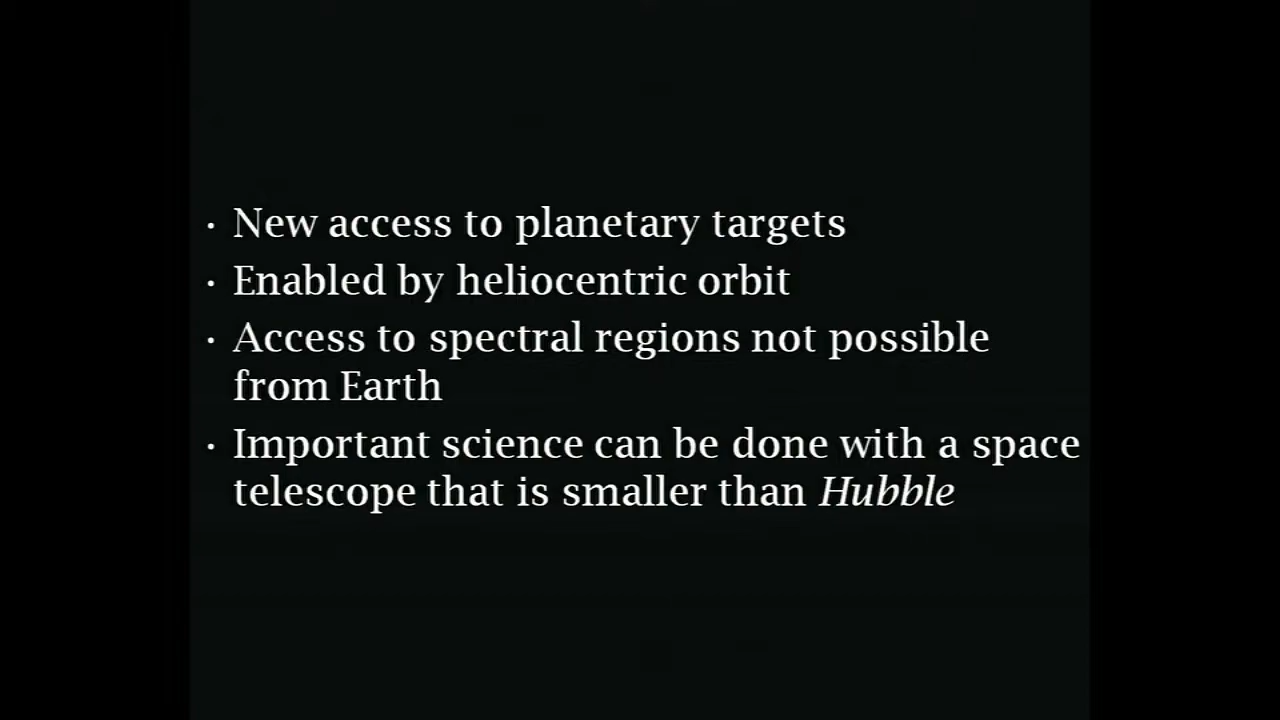 · New access to planetary targets
· Enabled by heliocentric orbit
· Access to spectral regions not possible
from Earth
· Important science can be done with a space
telescope that is smaller than Hubble